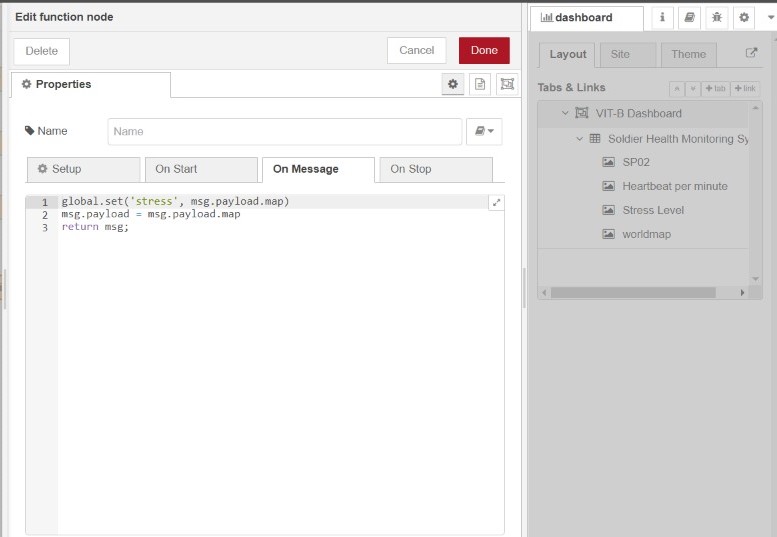 Edit function node
dashboard
Delete
Cancel
Done
Layout
Site
Theme
Properties
Tabs & Links
tab
link
VIT-B Dashboard
Name
Name
Soldier Health Monitoring Sy
SP02
Setup
On Start
On Message
On Stop
Heartbeat per minute
1 global.set('stress', msg.payload.map)
Stress Level
2 msg.payload = msg.payload.map
3 return msg;
worldmap